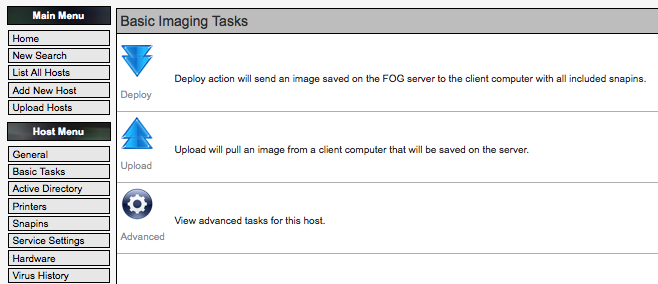 Main Menu
Home
New Search
List All Hosts
Add New Host
Upload Hosts
Host Menu
General
Basic Tasks
Active Directory
Printers
Snapins
Service Settings
Hardware
Virus History
Basic Imaging Tasks
Deploy
Deploy action will send an image saved on the FOG server to the client computer with all included snapins.
Upload
Upload will pull an image from a client computer that will be saved on the server.
Advanced
View advanced tasks for this host.